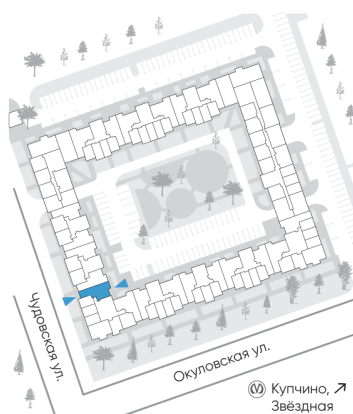 Чудовская ул.
Окуловская ул.
Купчино, ↗
Звёздная